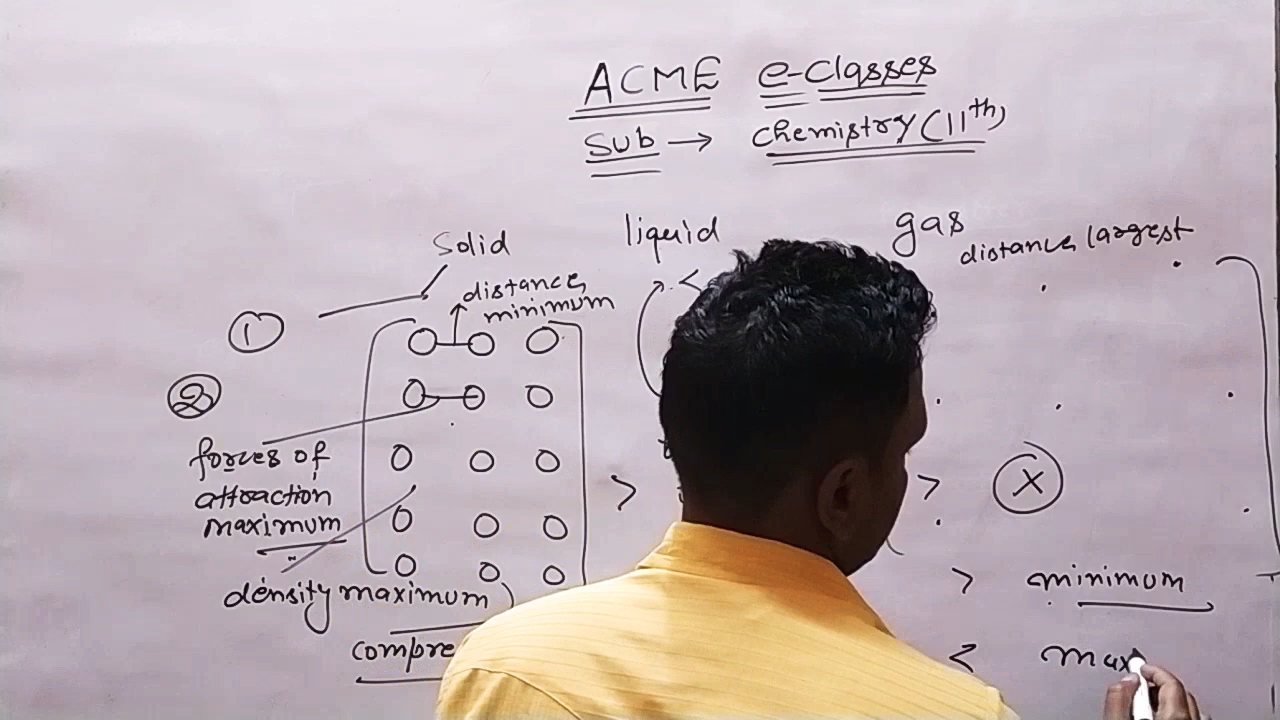 ACME e-classes
Sub → chemistry (11th)
Solid
liquid
gas
distance largest
distance
minimum
<
①
②
forces of
attraction
maximum
>
>
X
density maximum
>
minimum
compre
<
max